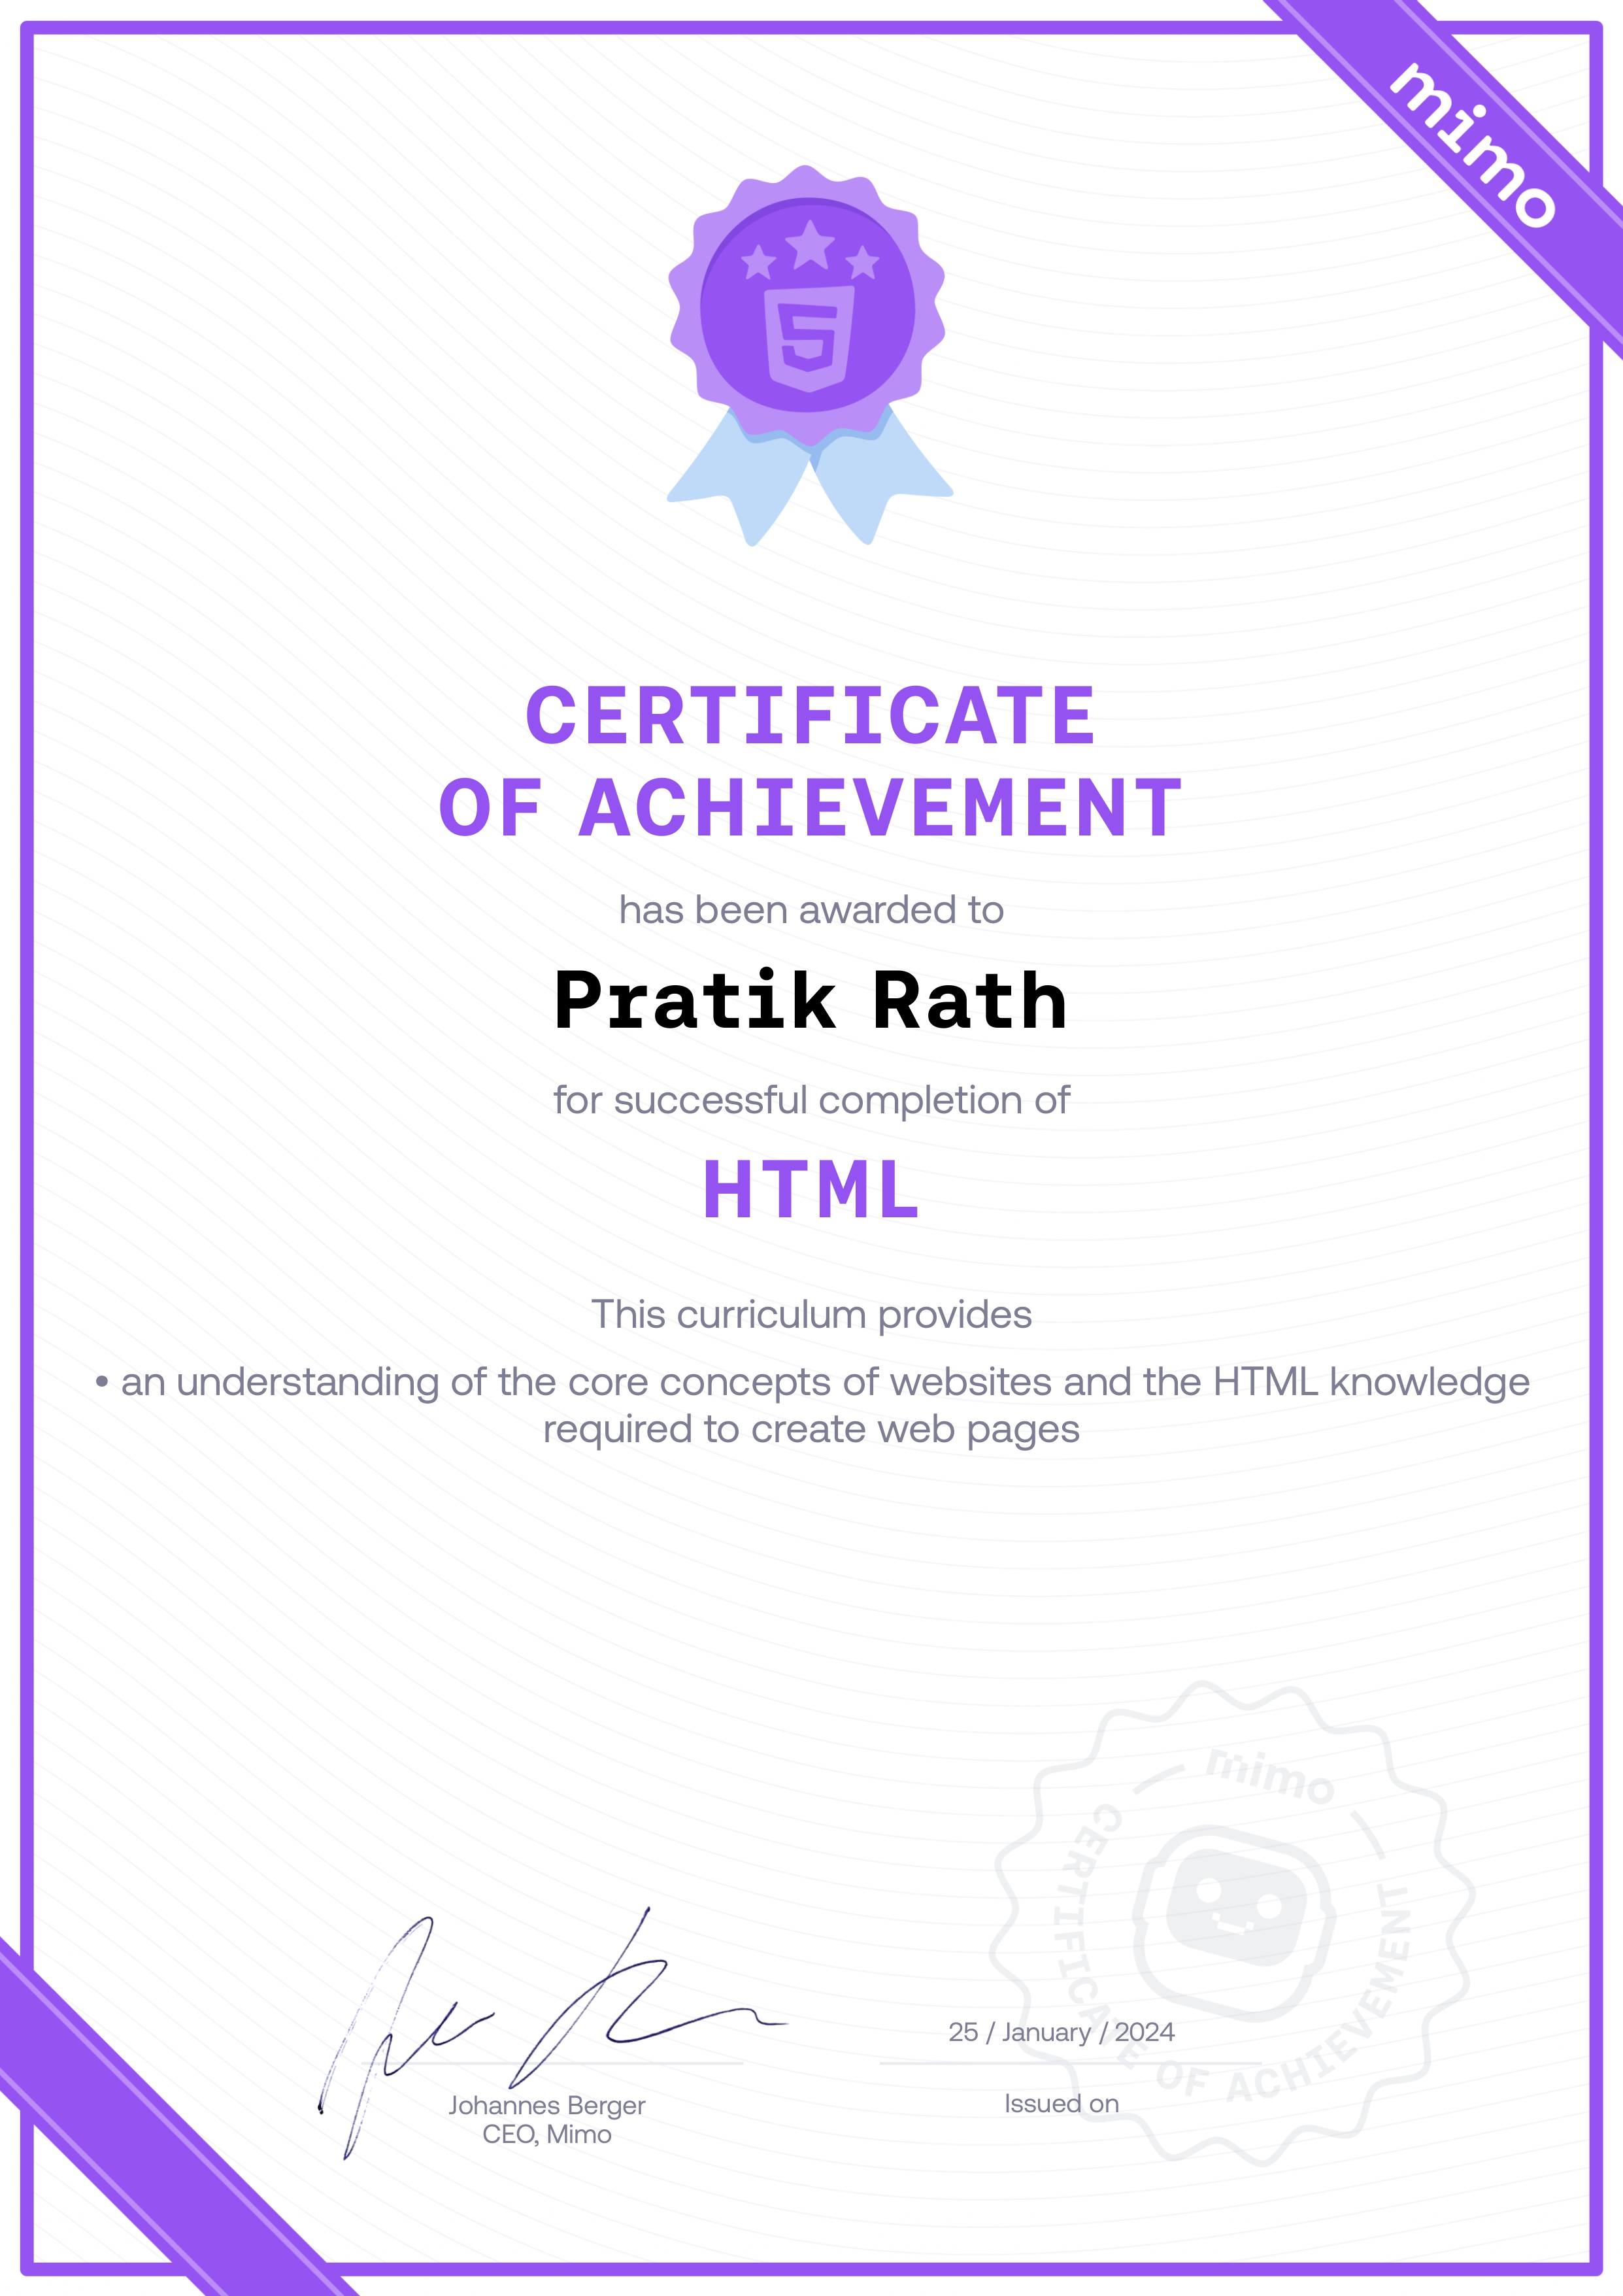 mimo
5
CERTIFICATE
OF ACHIEVEMENT
has been awarded to
Pratik Rath
for successful completion of
HTML
This curriculum provides
• an understanding of the core concepts of websites and the HTML knowledge
required to create web pages
mimo
CERTIFICATE OF ACHIEVEMENT
25 / January / 2024
Johannes Berger
CEO, Mimo
Issued on